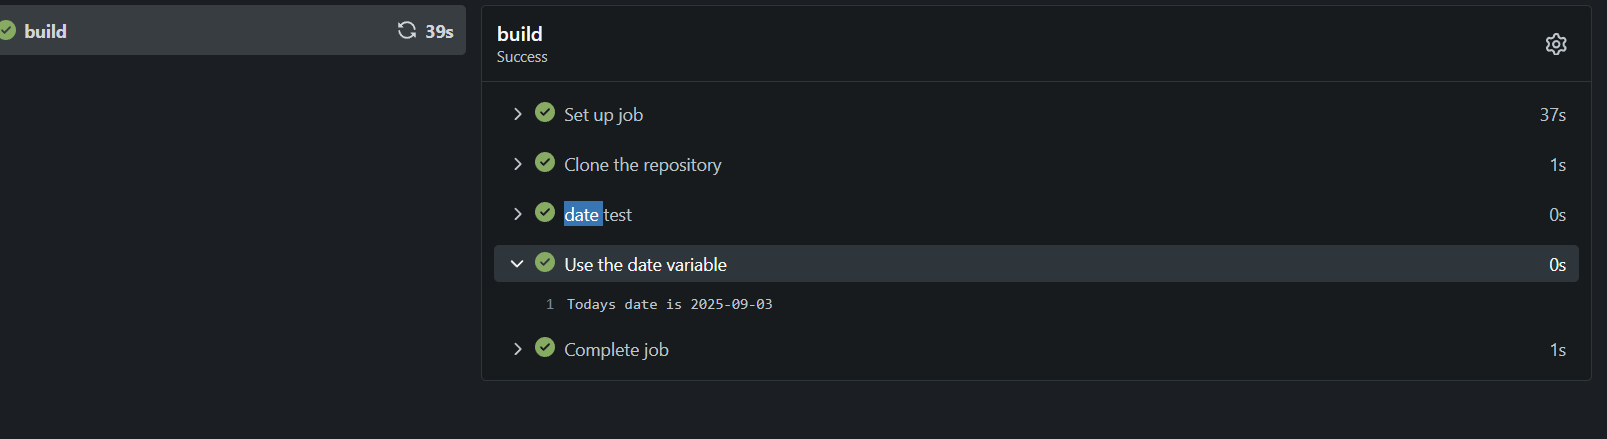 build 39s
build
Success
Set up job 37s
Clone the repository 1s
date test 0s
Use the date variable 0s
1 Todays date is 2025-09-03
Complete job 1s